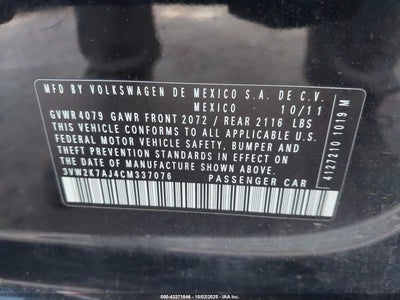 MFD BY VOLKSWAGEN DE MEXICO S.A. DE C.V.
MEXICO 10/11
GVWR 4079 GAWR FRONT 2072 / REAR 2116 LBS
THIS VEHICLE CONFORMS TO ALL APPLICABLE U.S.
FEDERAL MOTOR VEHICLE SAFETY, BUMPER AND
THEFT PREVENTION STANDARDS IN EFFECT ON
THE DATE OF MANUFACTURE SHOWN ABOVE.
3VW2K7AJ4CM337076 PASSENGER CAR
4127210 1019 M
000-43371846 - 10/02/2025 - IAA Inc.